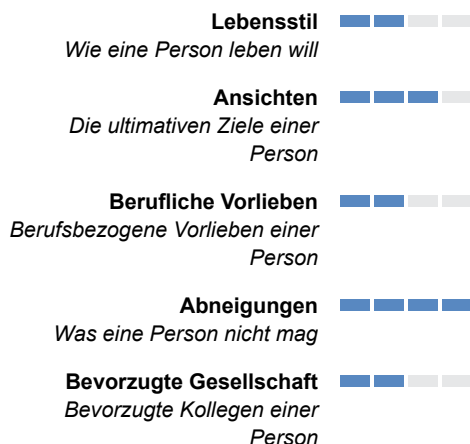 Lebensstil
Wie eine Person leben will
Ansichten
Die ultimativen Ziele einer
Person
Berufliche Vorlieben
Berufsbezogene Vorlieben einer
Person
Abneigungen
Was eine Person nicht mag
Bevorzugte Gesellschaft
Bevorzugte Kollegen einer
Person